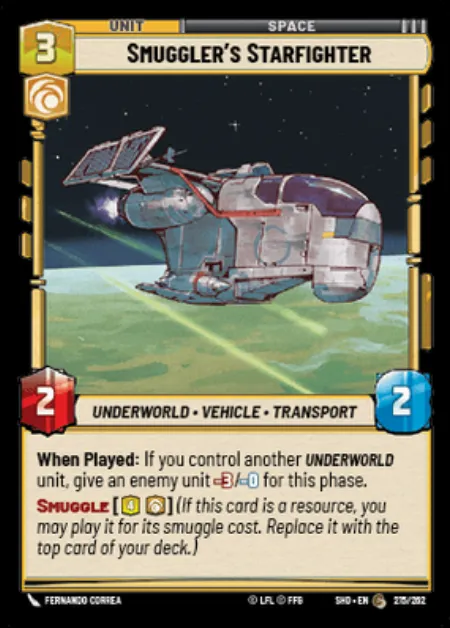 UNIT
SPACE
3
SMUGGLER'S STARFIGHTER
2
UNDERWORLD • VEHICLE • TRANSPORT
2
When Played: If you control another UNDERWORLD
unit, give an enemy unit -3/-0 for this phase.
SMUGGLE [4] (If this card is a resource, you
may play it for its smuggle cost. Replace it with the
top card of your deck.)
FERNANDO CORREA
© LFL © FFG
SHD • EN
215/262